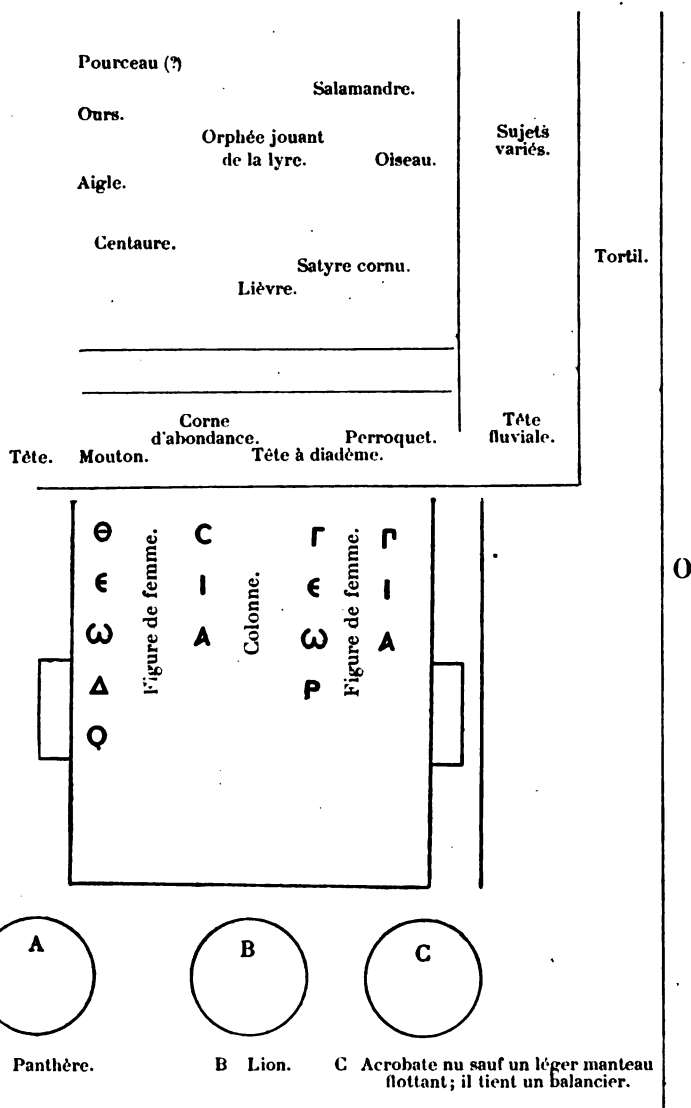 Pourceau (?)
Salamandre.
Ours.
Orphée jouant
de la lyre.
Oiseau.
Sujets
variés.
Aigle.
Centaure.
Satyre cornu.
Lièvre.
Tortil.
Corne
d'abondance.
Perroquet.
Tête
fluviale.
Tête.
Mouton.
Tête à diadème.
Θ
Є
Ѡ
Δ
Q
Figure de femme.
C
I
A
Colonne.
Γ
Є
Ѡ
P
Figure de femme.
Γ
I
A
O
A
B
C
Panthère.
B Lion.
C Acrobate nu sauf un léger manteau
flottant; il tient un balancier.